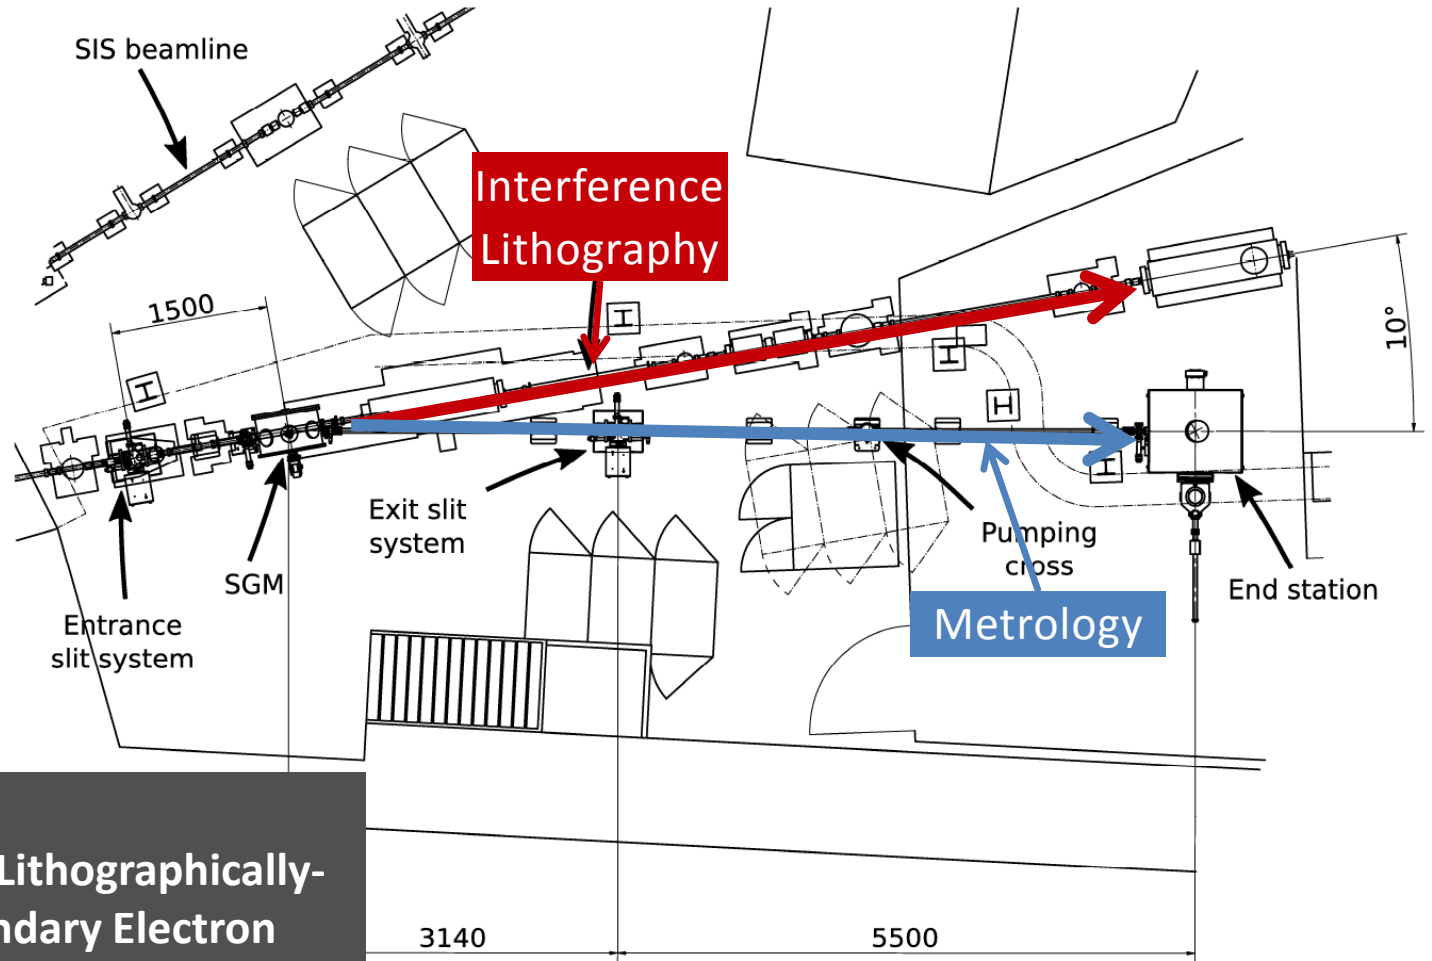 SIS beamline
Interference
Lithography
1500
10°
H
H
H
H
H
Exit slit
system
SGM
Entrance
slit system
Pumping
cross
End station
Metrology
Lithographically-
ndary Electron
3140
5500